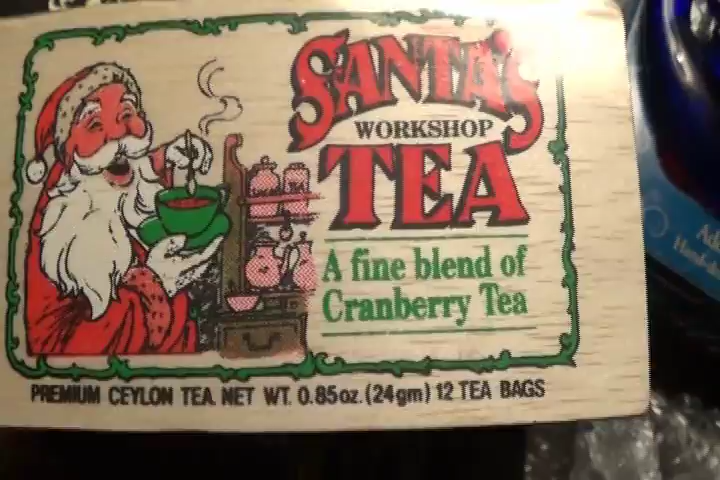 SANTA'S
WORKSHOP
TEA
A fine blend of
Cranberry Tea
PREMIUM CEYLON TEA. NET WT. 0.85oz. (24gm) 12 TEA BAGS